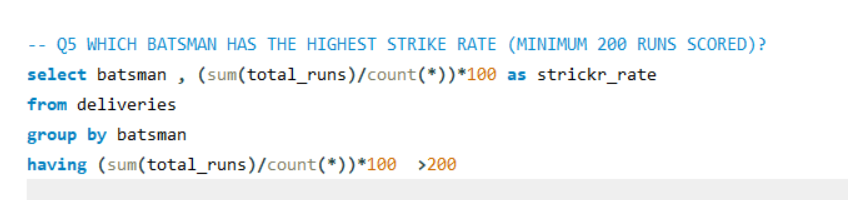 -- Q5 WHICH BATSMAN HAS THE HIGHEST STRIKE RATE (MINIMUM 200 RUNS SCORED)?
select batsman , (sum(total_runs)/count(*))*100 as strickr_rate
from deliveries
group by batsman
having (sum(total_runs)/count(*))*100  >200